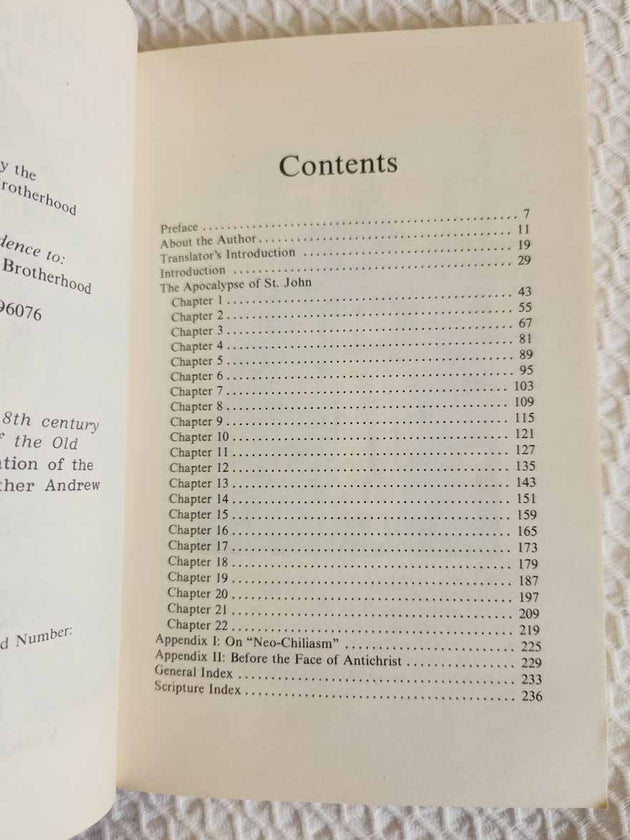 y the
rotherhood
dence to:
Brotherhood
96076
8th century
f the Old
ation of the
ther Andrew
d Number:
Contents
Preface ........................................ 7
About the Author ........................................ 11
Translator's Introduction ........................................ 19
Introduction ........................................ 29
The Apocalypse of St. John
Chapter 1 ........................................ 43
Chapter 2 ........................................ 55
Chapter 3 ........................................ 67
Chapter 4 ........................................ 81
Chapter 5 ........................................ 89
Chapter 6 ........................................ 95
Chapter 7 ........................................ 103
Chapter 8 ........................................ 109
Chapter 9 ........................................ 115
Chapter 10 ........................................ 121
Chapter 11 ........................................ 127
Chapter 12 ........................................ 135
Chapter 13 ........................................ 143
Chapter 14 ........................................ 151
Chapter 15 ........................................ 159
Chapter 16 ........................................ 165
Chapter 17 ........................................ 173
Chapter 18 ........................................ 179
Chapter 19 ........................................ 187
Chapter 20 ........................................ 197
Chapter 21 ........................................ 209
Chapter 22 ........................................ 219
Appendix I: On "Neo-Chiliasm" ........................................ 225
Appendix II: Before the Face of Antichrist ........................................ 229
General Index ........................................ 233
Scripture Index ........................................ 236